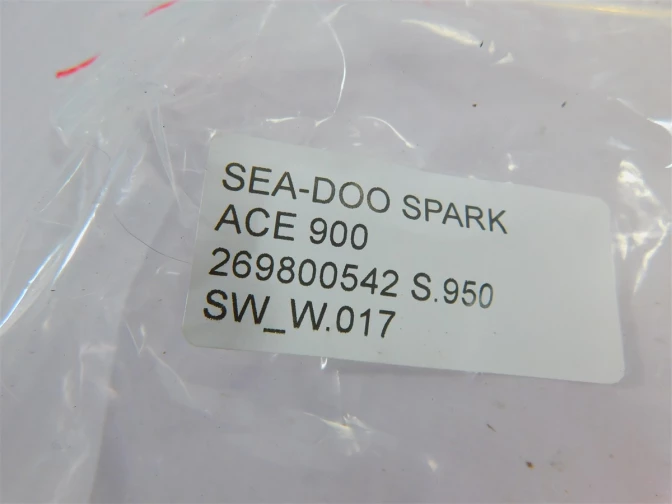 SEA-DOO SPARK
ACE 900
269800542 S.950
SW_W.017